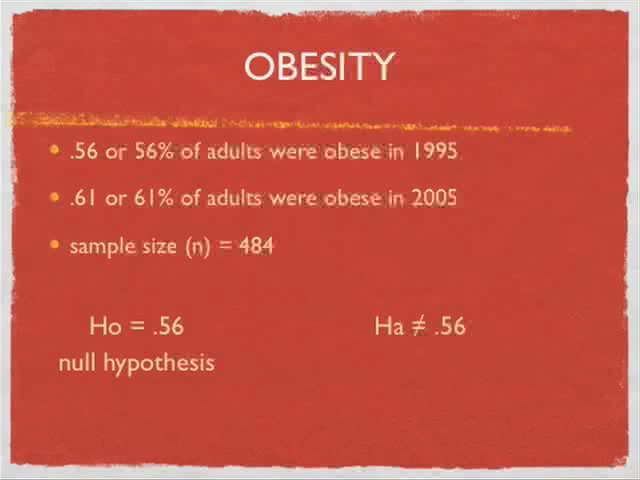 OBESITY
• .56 or 56% of adults were obese in 1995
• .61 or 61% of adults were obese in 2005
• sample size (n) = 484
Ho = .56 Ha ≠ .56
null hypothesis